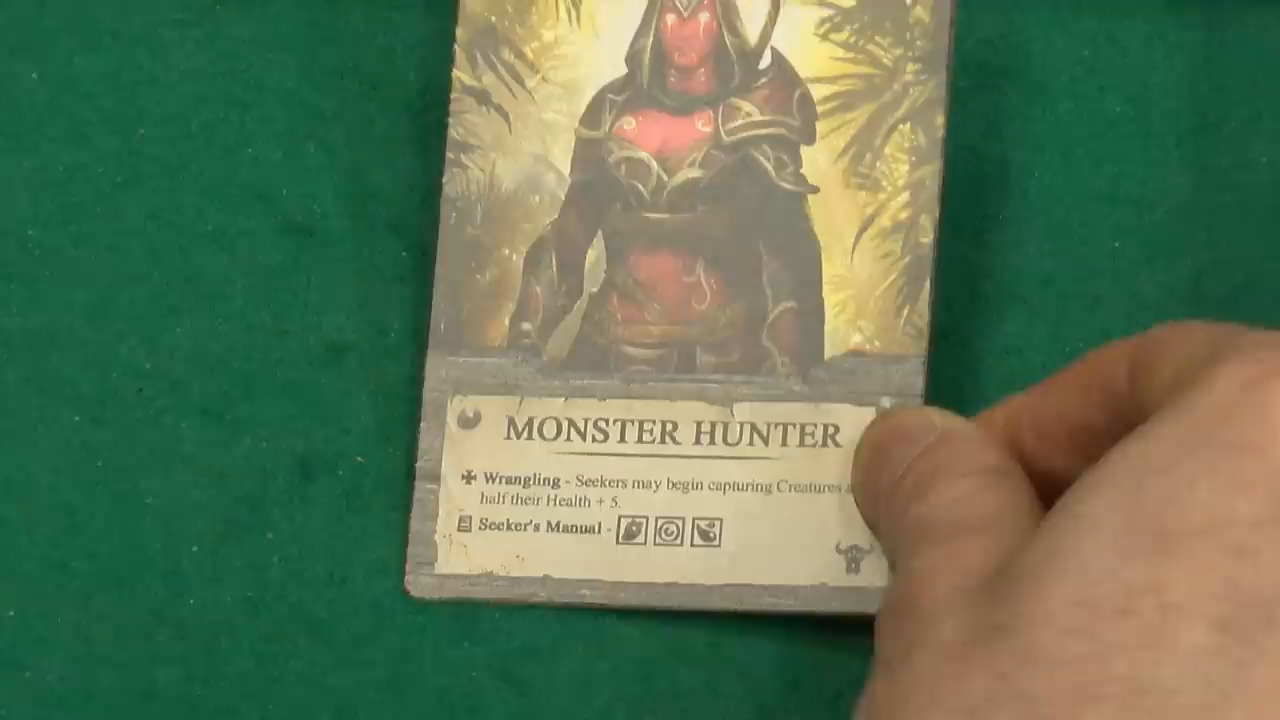 MONSTER HUNTER
Wrangling - Seekers may begin capturing Creatures
half their Health + 5.
Seeker's Manual -